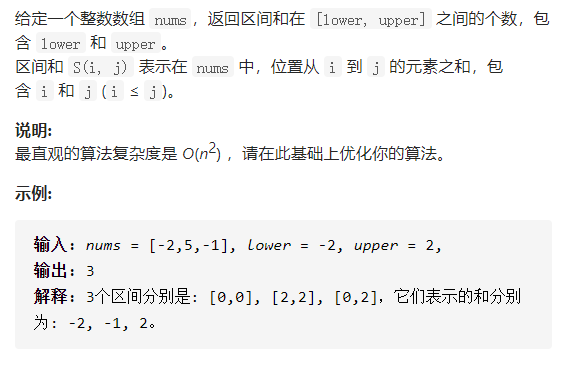 给定一个整数数组 nums，返回区间和在 [lower, upper] 之间的个数，包
含 lower 和 upper。
区间和 S(i, j) 表示在 nums 中，位置从 i 到 j 的元素之和，包
含 i 和 j (i ≤ j)。
说明:
最直观的算法复杂度是 O(n²) ，请在此基础上优化你的算法。
示例:
输入: nums = [-2,5,-1], lower = -2, upper = 2,
输出: 3
解释: 3个区间分别是: [0,0], [2,2], [0,2]，它们表示的和分别
为: -2, -1, 2。